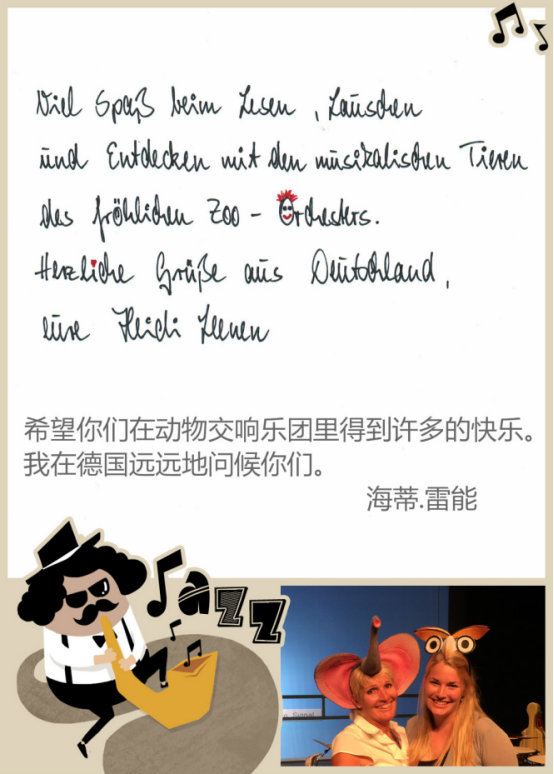 Viel Spaß beim Lesen, Lauschen
und Entdecken mit den musikalischen Tieren
des fröhlichen Zoo-Orchesters.
Herzliche Grüße aus Deutschland,
eure Heidi Leenen
希望你们在动物交响乐团里得到许多的快乐。
我在德国远远地问候你们。
海蒂.雷能
Jazz